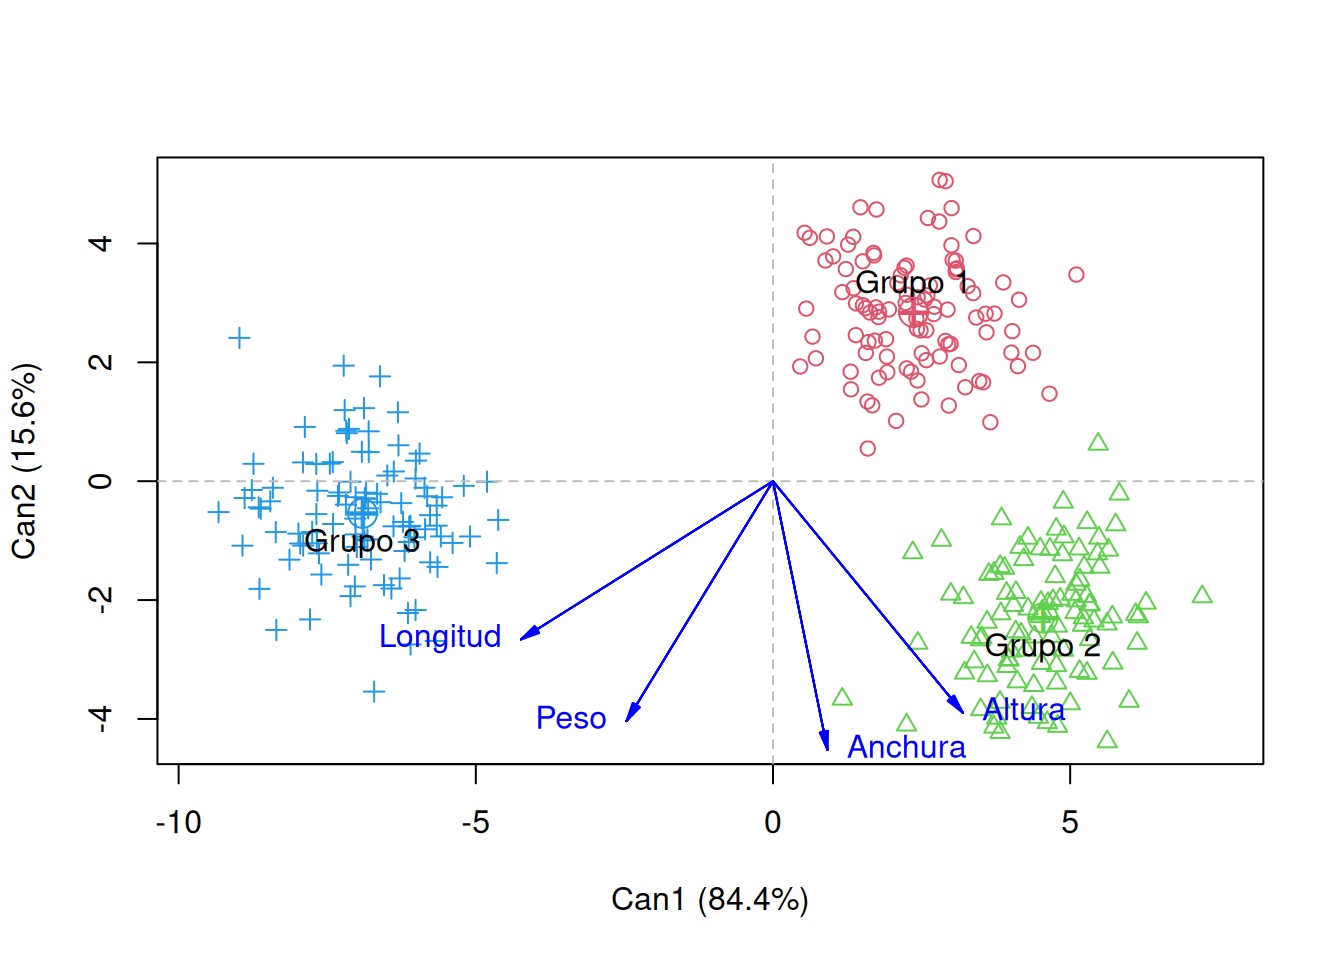 4
2
0
-2
-4
Can2 (15.6%)
Grupo 1
Grupo 3
Grupo 2
Longitud
Peso
Altura
Anchura
-10
-5
0
5
Can1 (84.4%)